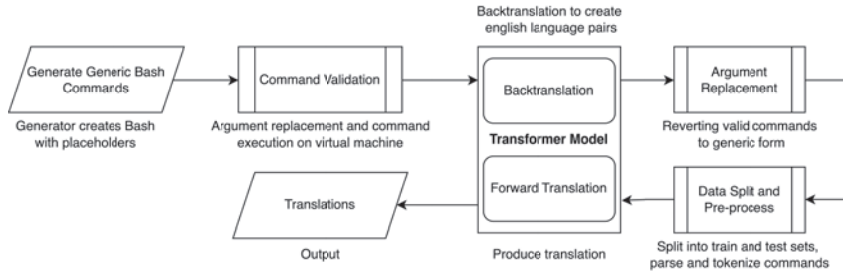 Backtranslation to create
english language pairs
Generate Generic Bash
Commands
Command Validation
Backtranslation
Argument
Replacement
Generator creates Bash
with placeholders
Argument replacement and command
execution on virtual machine
Transformer Model
Reverting valid commands
to generic form
Translations
Forward Translation
Data Split and
Pre-process
Output
Produce translation
Split into train and test sets,
parse and tokenize commands